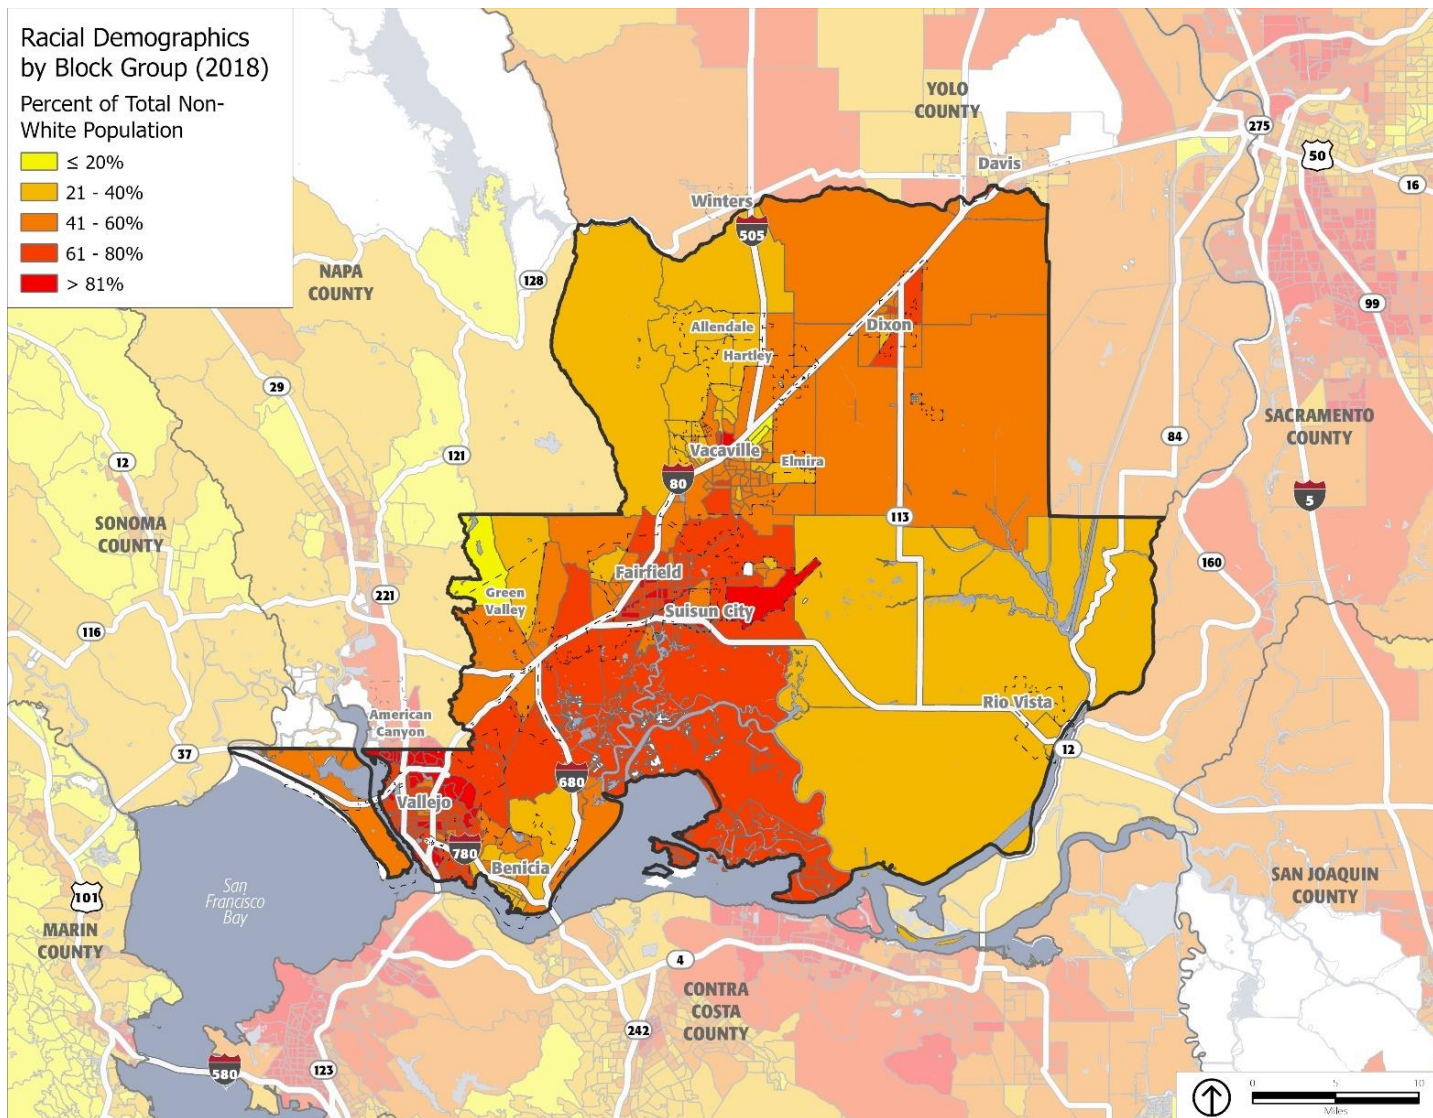 Racial Demographics
by Block Group (2018)
Percent of Total Non-
White Population
≤ 20%
21 - 40%
41 - 60%
61 - 80%
> 81%
YOLO
COUNTY
275
50
Davis
16
Winters
505
NAPA
COUNTY
128
99
Allendale
Dixon
Hartley
29
SACRAMENTO
COUNTY
84
121
12
Vacaville
Elmira
80
5
113
SONOMA
COUNTY
160
Fairfield
221
Green
Valley
Suisun City
116
Rio Vista
American
Canyon
37
12
680
Vallejo
780
Benicia
San
Francisco
Bay
101
SAN JOAQUIN
COUNTY
MARIN
COUNTY
4
CONTRA
COSTA
COUNTY
242
123
580
0 5 10
Miles